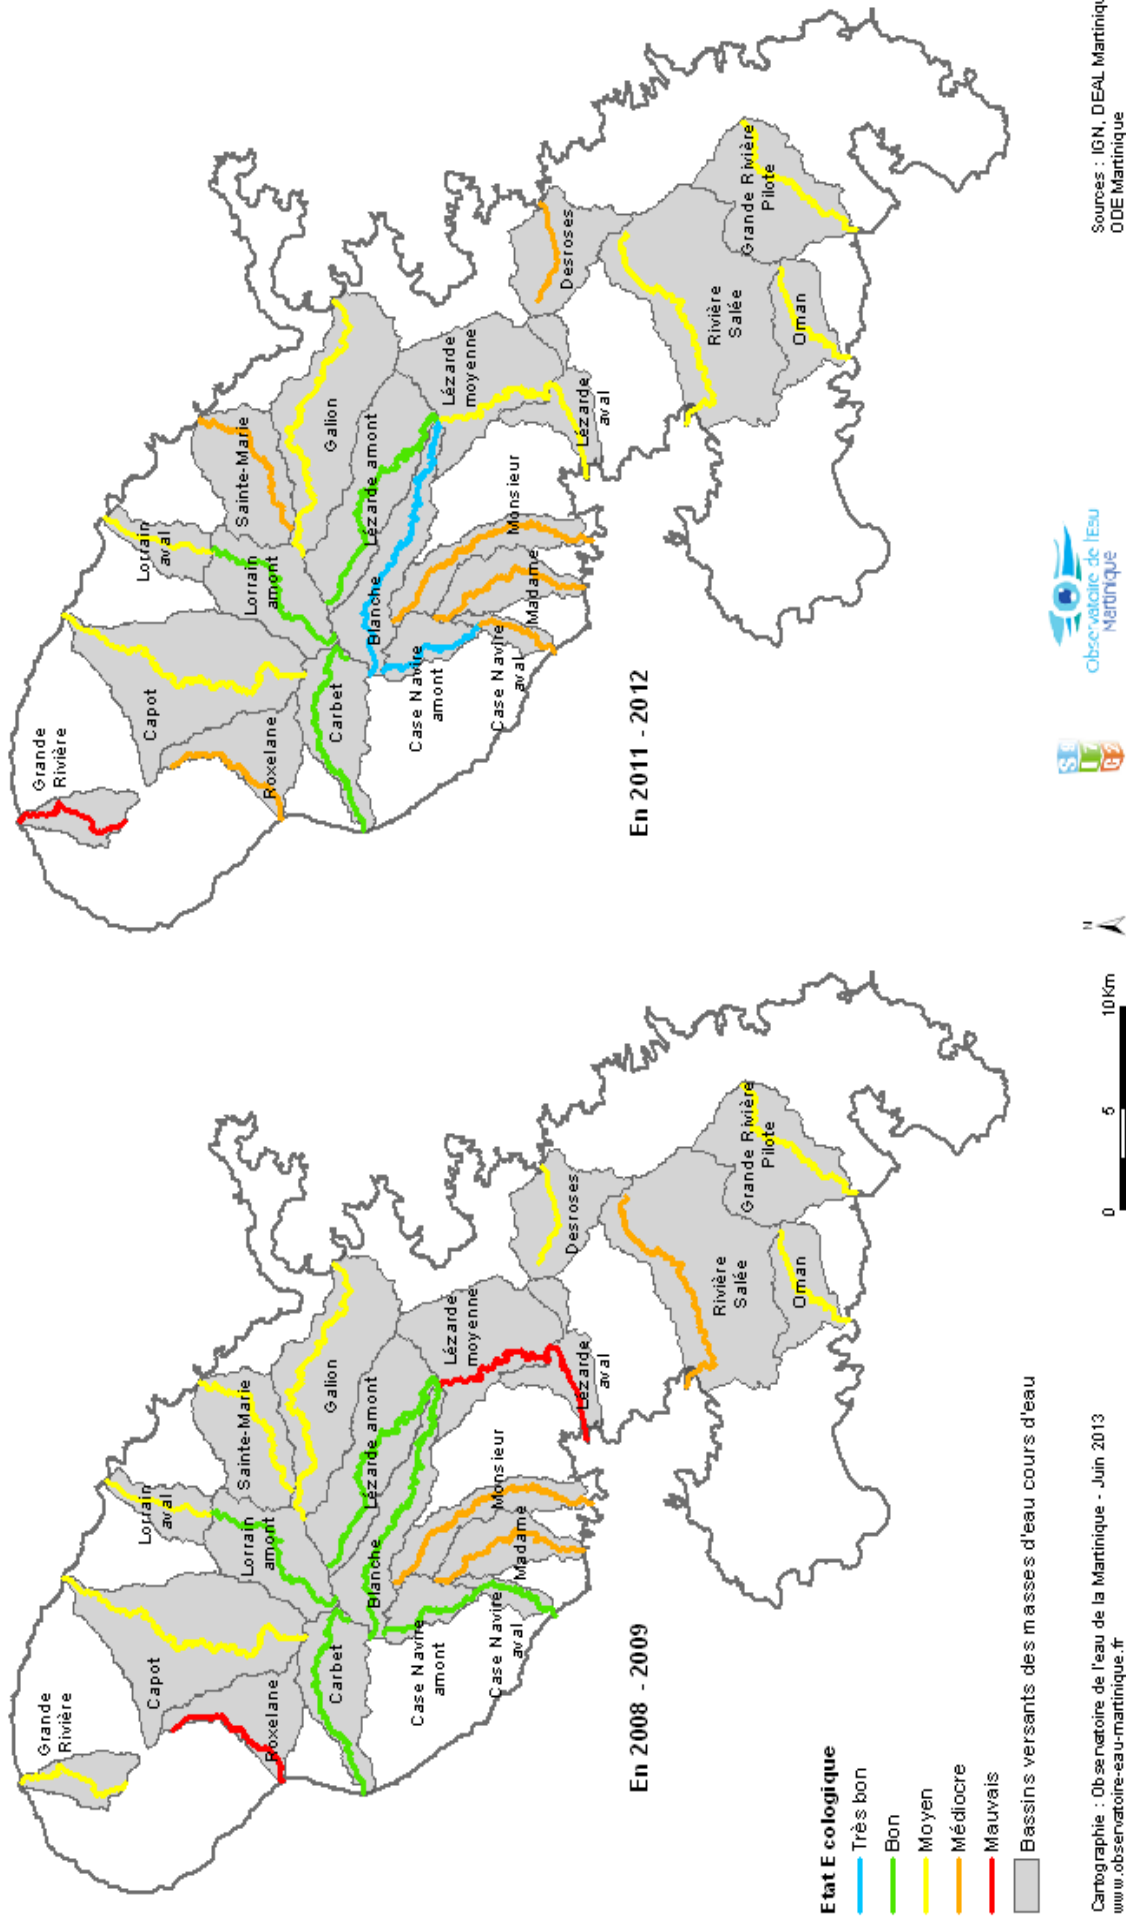 Grande
Rivière
Capot
Lorrain
aval
Lorrain
amont
Sainte-Marie
Roxelane
Carbet
Galion
Lézarde amont
Blanche
Case Navire
amont
Case Navire
aval
Madame
Monsieur
Lézarde
moyenne
Lézarde
aval
Desroses
Rivière
Salée
Grande Rivière
Pilote
Oman
En 2008 - 2009
Etat Ecologique
Très bon
Bon
Moyen
Médiocre
Mauvais
Bassins versants des masses d'eau cours d'eau
Cartographie : Observatoire de l'eau de la Martinique - Juin 2013
www.observatoire-eau-martinique.fr
0 5 10Km
N
Grande
Rivière
Capot
Lorrain
aval
Lorrain
amont
Sainte-Marie
Roxelane
Carbet
Galion
Lézarde amont
Blanche
Case Navire
amont
Case Navire
aval
Madame
Monsieur
Lézarde
moyenne
Lézarde
aval
Desroses
Rivière
Salée
Grande Rivière
Pilote
Oman
En 2011 - 2012
Observatoire de l'Eau
Martinique
Sources : IGN, DEAL Martiniqu
ODE Martinique